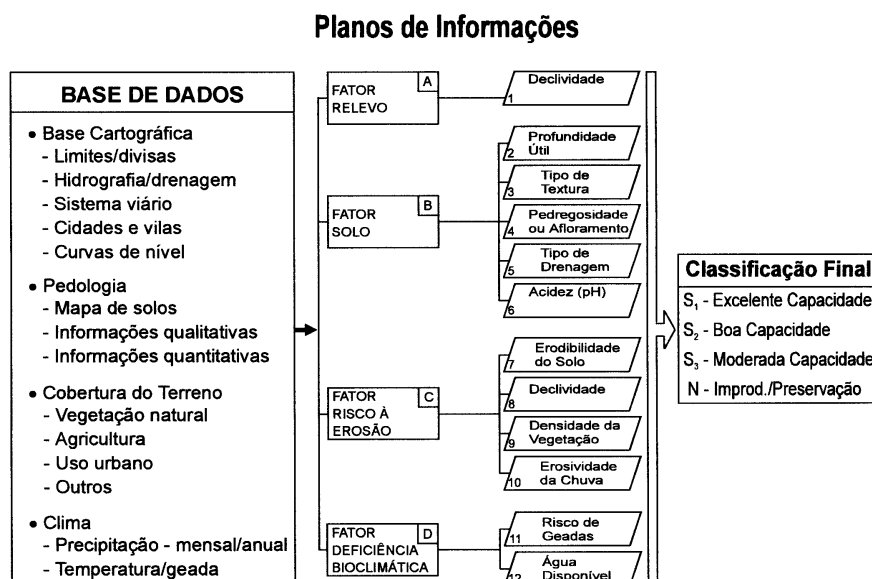 Planos de Informações
BASE DE DADOS
• Base Cartográfica
- Limites/divisas
- Hidrografia/drenagem
- Sistema viário
- Cidades e vilas
- Curvas de nível
• Pedologia
- Mapa de solos
- Informações qualitativas
- Informações quantitativas
• Cobertura do Terreno
- Vegetação natural
- Agricultura
- Uso urbano
- Outros
• Clima
- Precipitação - mensal/anual
- Temperatura/geada
FATOR
RELEVO
A
Declividade
1
FATOR
SOLO
B
Profundidade
Útil
2
Tipo de
Textura
3
Pedregosidade
ou Afloramento
4
Tipo de
Drenagem
5
Acidez (pH)
6
FATOR
RISCO À
EROSÃO
C
Erodibilidade
do Solo
7
Declividade
8
Densidade da
Vegetação
9
Erosividade
da Chuva
10
FATOR
DEFICIÊNCIA
BIOCLIMÁTICA
D
Risco de
Geadas
11
Água
Disponível
12
Classificação Final
S₁ - Excelente Capacidade
S₂ - Boa Capacidade
S₃ - Moderada Capacidade
N - Improd./Preservação